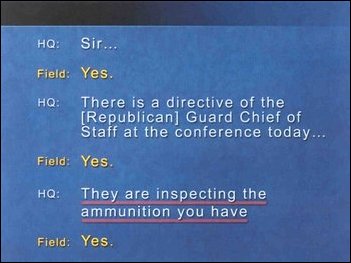 HQ: Sir...
Field: Yes.
HQ: There is a directive of the
[Republican] Guard Chief of
Staff at the conference today...
Field: Yes.
HQ: They are inspecting the
ammunition you have
Field: Yes.